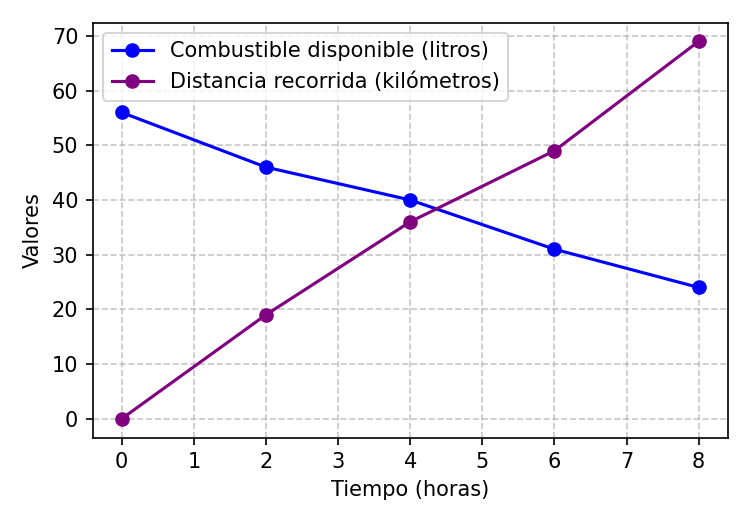 Combustible disponible (litros)
Distancia recorrida (kilómetros)
70
60
50
40
30
20
10
0
Valores
0 1 2 3 4 5 6 7 8
Tiempo (horas)